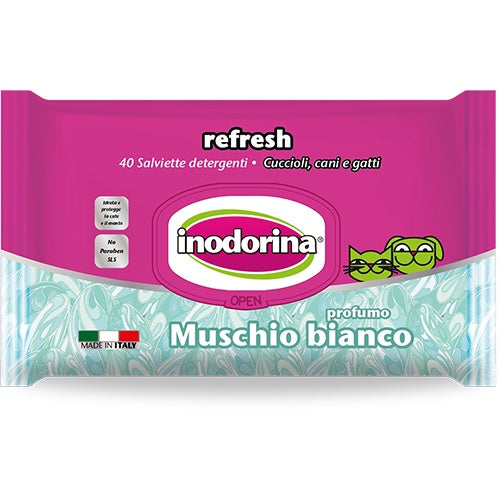 refresh
40 Salviette detergenti • Cuccioli, cani e gatti
Idrata e
protegge
la cute
e il manto
No
Paraben
SLS
inodorina®
OPEN
profumo
Muschio bianco
MADE IN ITALY